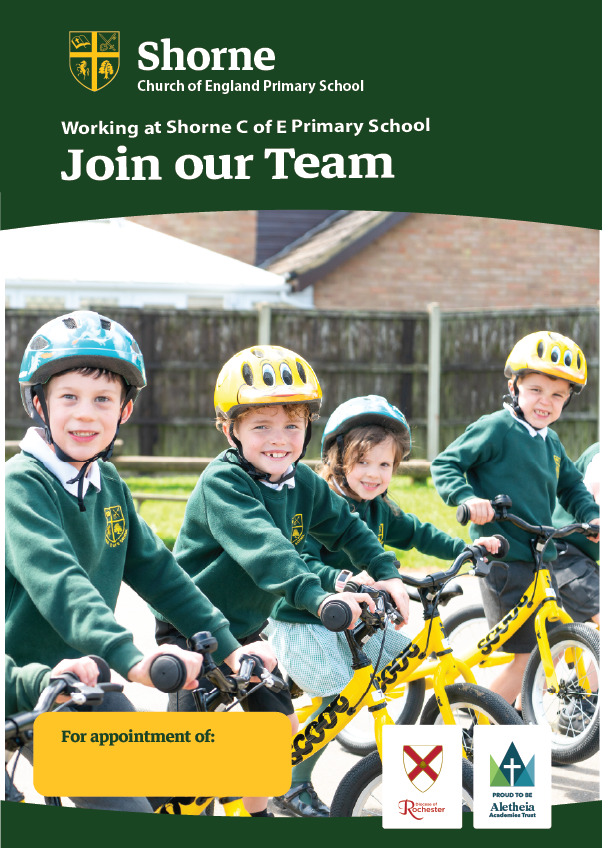 Shorne
Church of England Primary School
Working at Shorne C of E Primary School
Join our Team
For appointment of:
SCOOT
Diocese of
Rochester
PROUD TO BE
Aletheia
Academies Trust